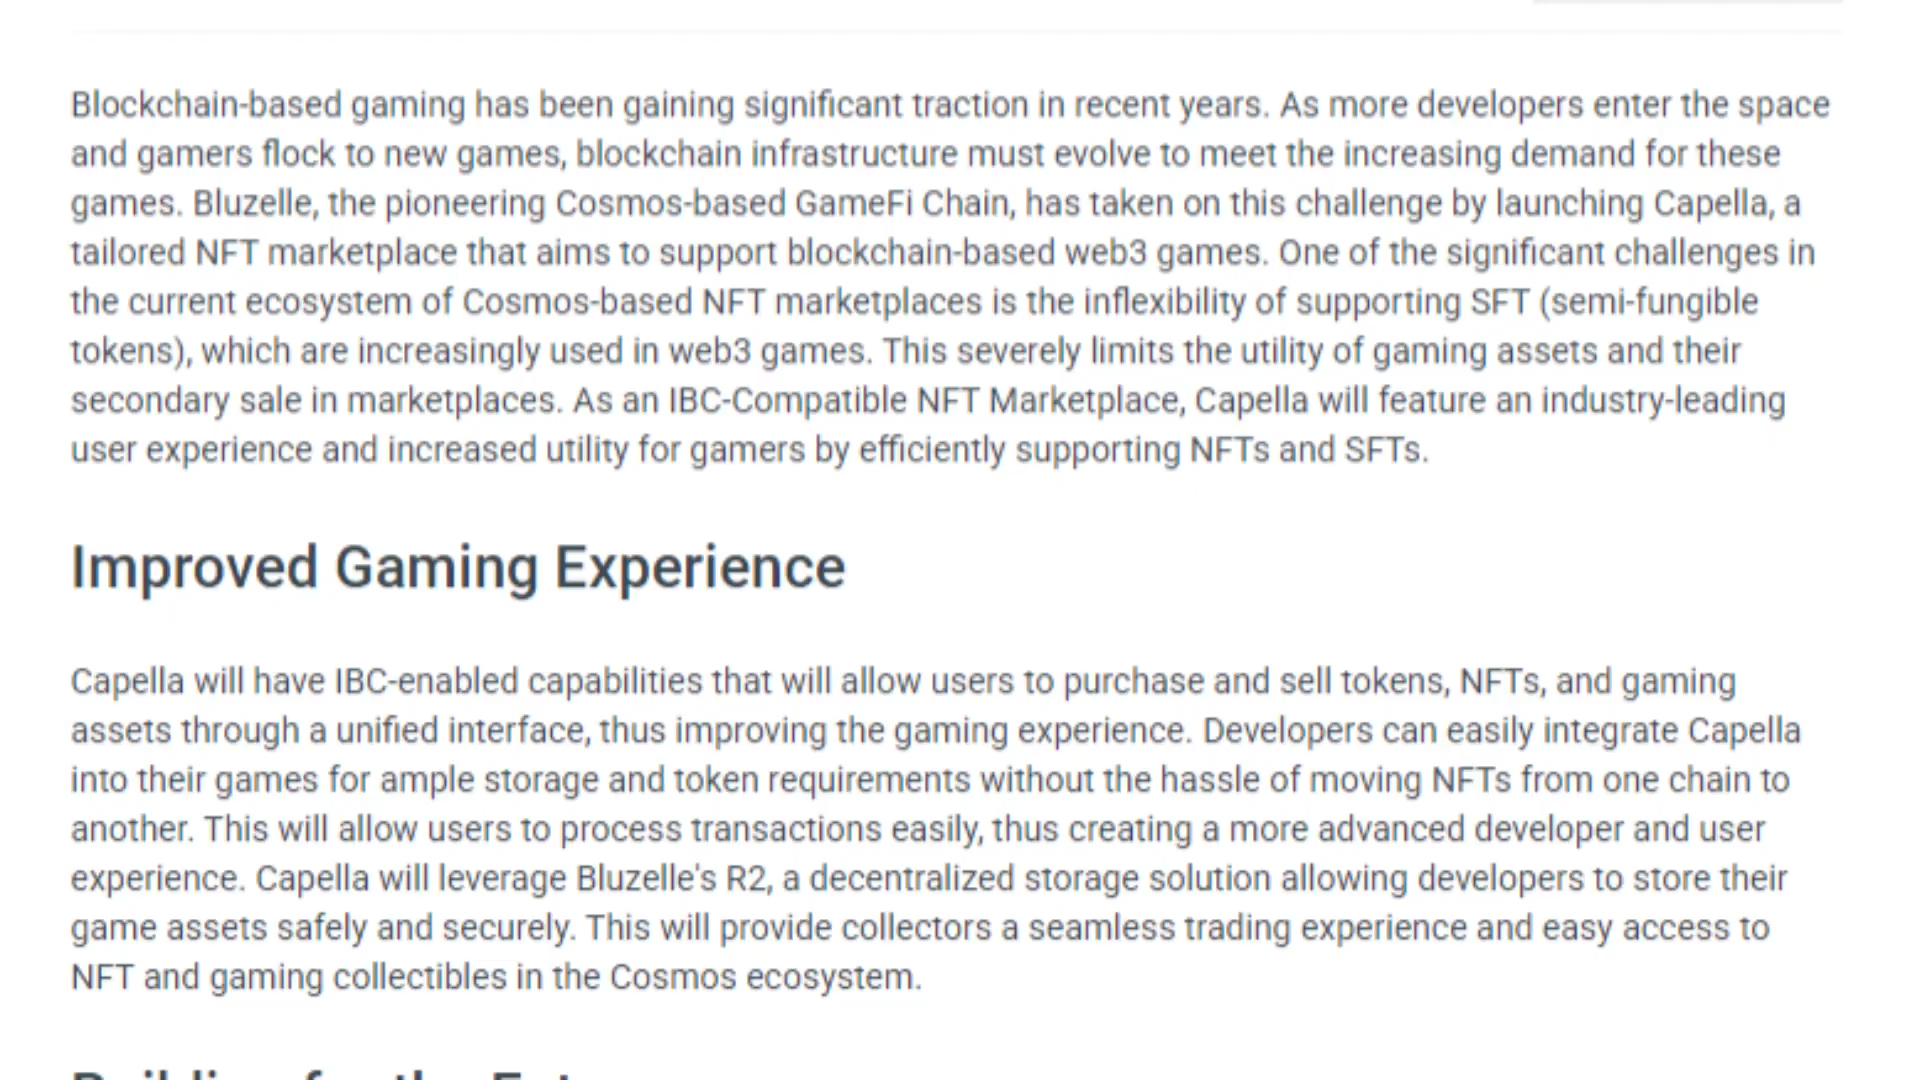 Blockchain-based gaming has been gaining significant traction in recent years. As more developers enter the space
and gamers flock to new games, blockchain infrastructure must evolve to meet the increasing demand for these
games. Bluzelle, the pioneering Cosmos-based GameFi Chain, has taken on this challenge by launching Capella, a
tailored NFT marketplace that aims to support blockchain-based web3 games. One of the significant challenges in
the current ecosystem of Cosmos-based NFT marketplaces is the inflexibility of supporting SFT (semi-fungible
tokens), which are increasingly used in web3 games. This severely limits the utility of gaming assets and their
secondary sale in marketplaces. As an IBC-Compatible NFT Marketplace, Capella will feature an industry-leading
user experience and increased utility for gamers by efficiently supporting NFTs and SFTs.
Improved Gaming Experience
Capella will have IBC-enabled capabilities that will allow users to purchase and sell tokens, NFTs, and gaming
assets through a unified interface, thus improving the gaming experience. Developers can easily integrate Capella
into their games for ample storage and token requirements without the hassle of moving NFTs from one chain to
another. This will allow users to process transactions easily, thus creating a more advanced developer and user
experience. Capella will leverage Bluzelle's R2, a decentralized storage solution allowing developers to store their
game assets safely and securely. This will provide collectors a seamless trading experience and easy access to
NFT and gaming collectibles in the Cosmos ecosystem.